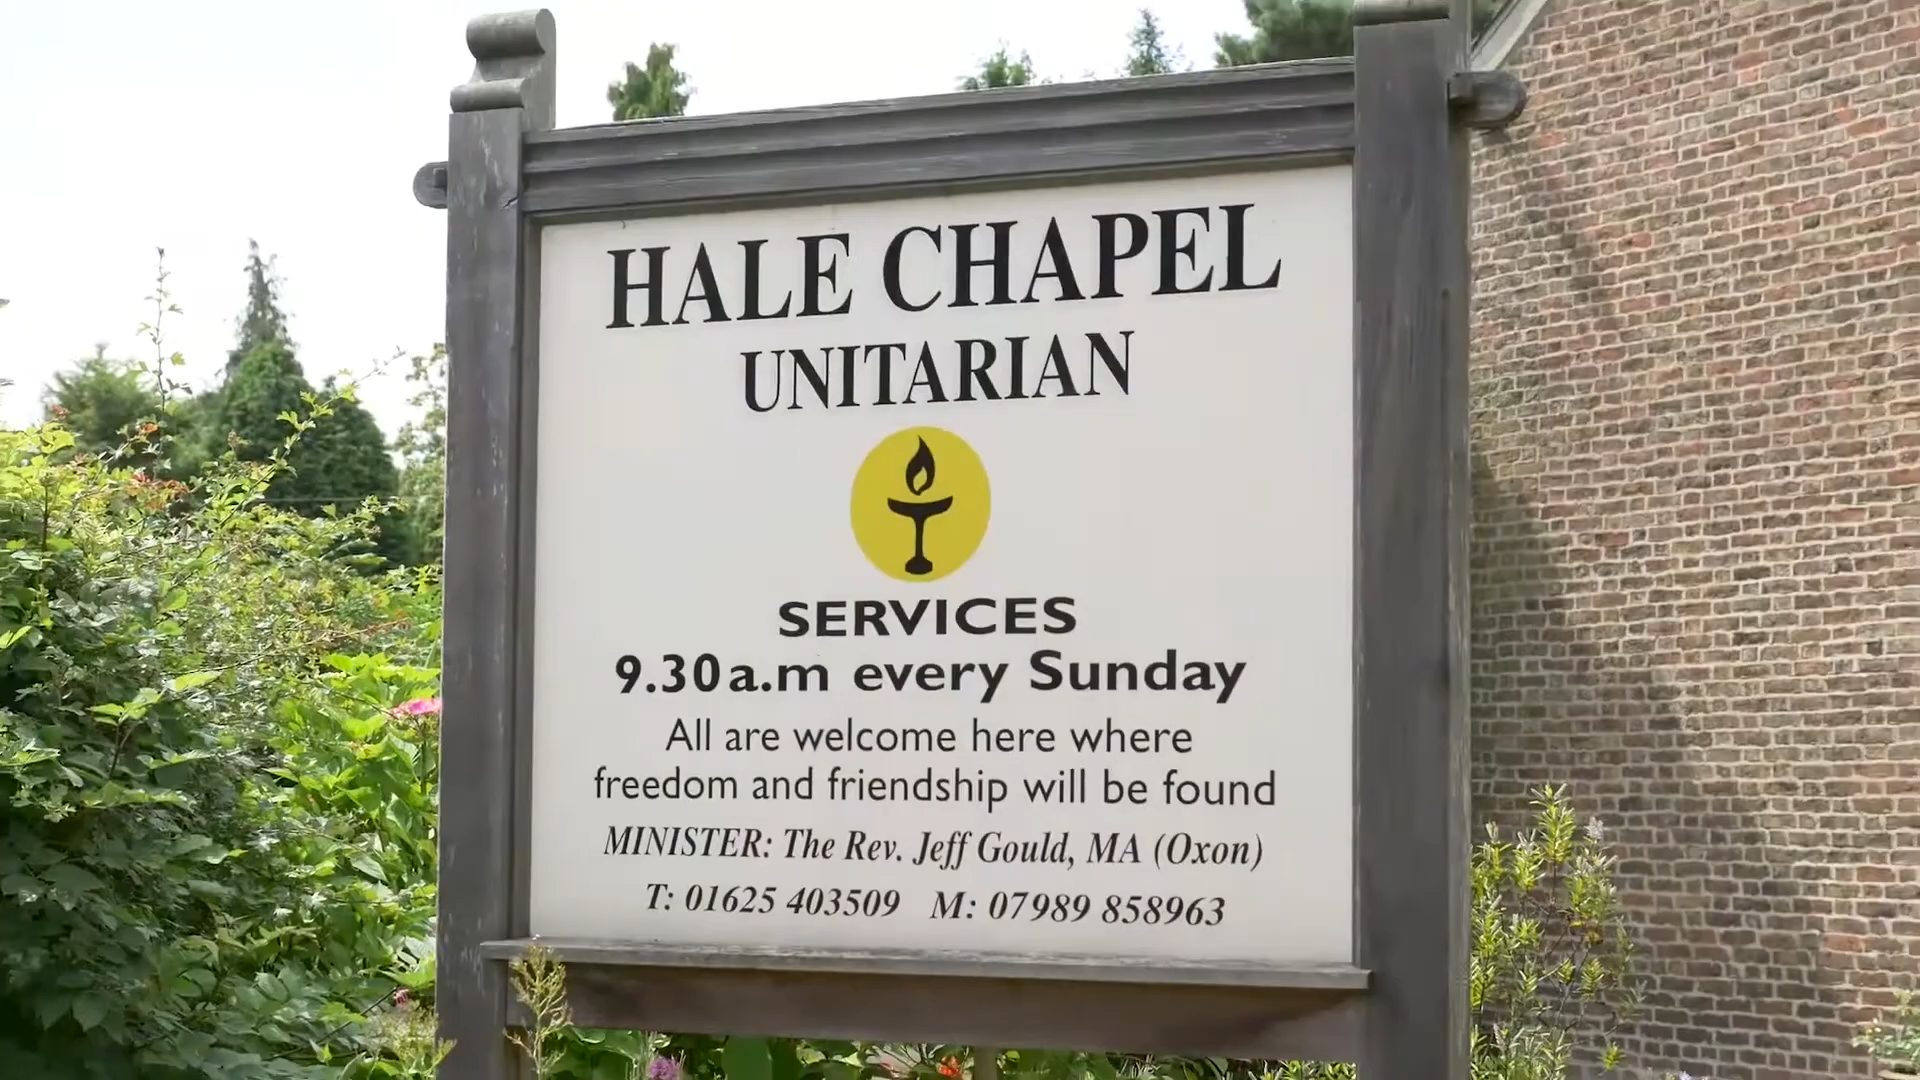 HALE CHAPEL
UNITARIAN
SERVICES
9.30 a.m every Sunday
All are welcome here where
freedom and friendship will be found
MINISTER: The Rev. Jeff Gould, MA (Oxon)
T: 01625 403509 M: 07989 858963